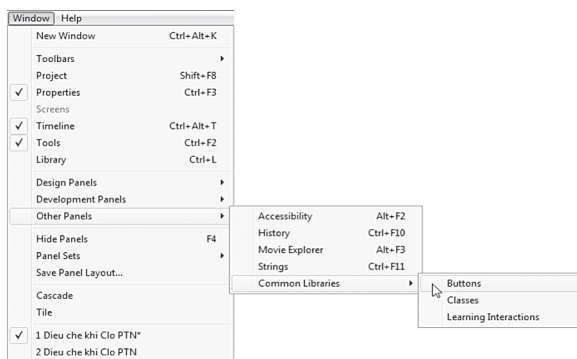 Window Help
New Window Ctrl+Alt+K
Toolbars
Project Shift+F8
Properties Ctrl+F3
Screens
Timeline Ctrl+Alt+T
Tools Ctrl+F2
Library Ctrl+L
Design Panels
Development Panels
Other Panels
Hide Panels F4
Panel Sets
Save Panel Layout...
Cascade
Tile
1 Dieu che khi Clo PTN*
2 Dieu che khi Clo PTN
Accessibility Alt+F2
History Ctrl+F10
Movie Explorer Alt+F3
Strings Ctrl+F11
Common Libraries
Buttons
Classes
Learning Interactions